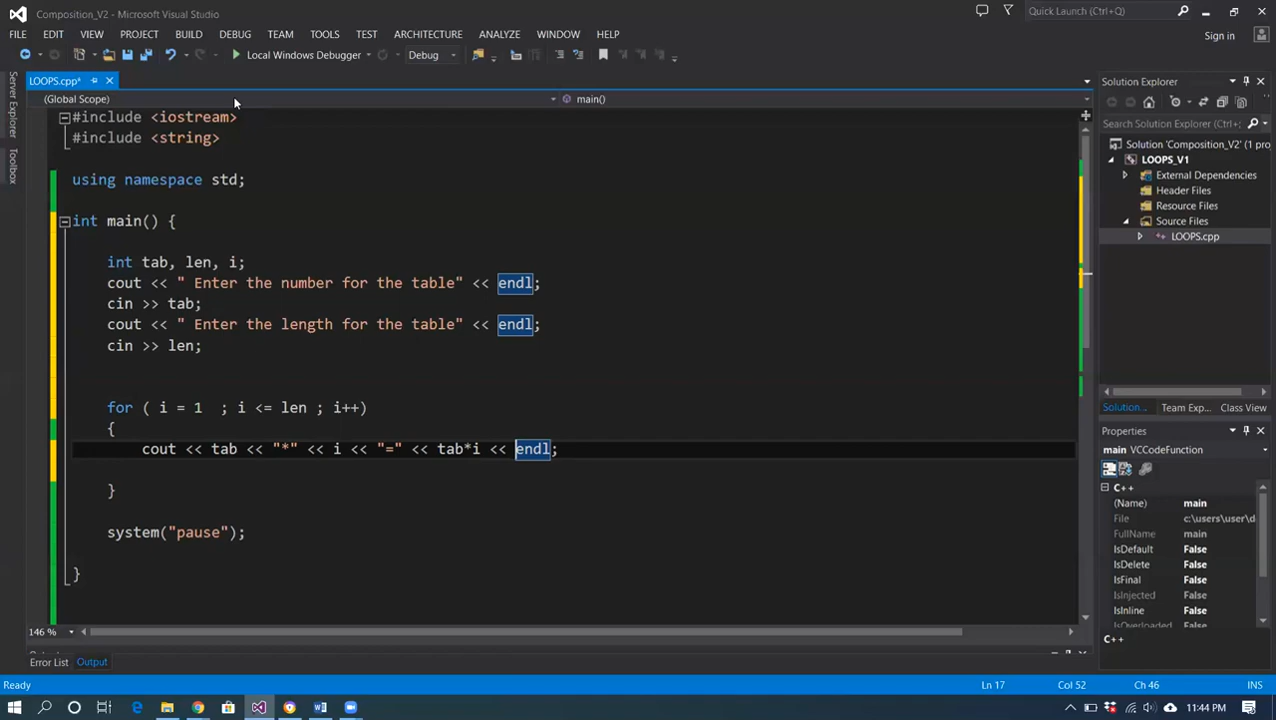 Composition_V2 - Microsoft Visual Studio
Quick Launch (Ctrl+Q)
FILE EDIT VIEW PROJECT BUILD DEBUG TEAM TOOLS TEST ARCHITECTURE ANALYZE WINDOW HELP
Sign in
Local Windows Debugger Debug
Server Explorer
Toolbox
LOOPS.cpp*
(Global Scope) main()
#include <iostream>
#include <string>
using namespace std;
int main() {
int tab, len, i;
cout << " Enter the number for the table" << endl;
cin >> tab;
cout << " Enter the length for the table" << endl;
cin >> len;
for ( i = 1 ; i <= len ; i++)
{
cout << tab << "*" << i << "=" << tab*i << endl;
}
system("pause");
}
146 %
Error List Output
Solution Explorer
Search Solution Explorer (Ctrl+;)
Solution 'Composition_V2' (1 proj
LOOPS_V1
External Dependencies
Header Files
Resource Files
Source Files
LOOPS.cpp
Solution... Team Exp... Class View
Properties
main VCCodeFunction
C++
(Name) main
File c:\users\user\d
FullName main
IsDefault False
IsDelete False
IsFinal False
IsInjected False
IsInline False
IsOverloaded False
C++
Ready Ln 17 Col 52 Ch 46 INS
11:44 PM